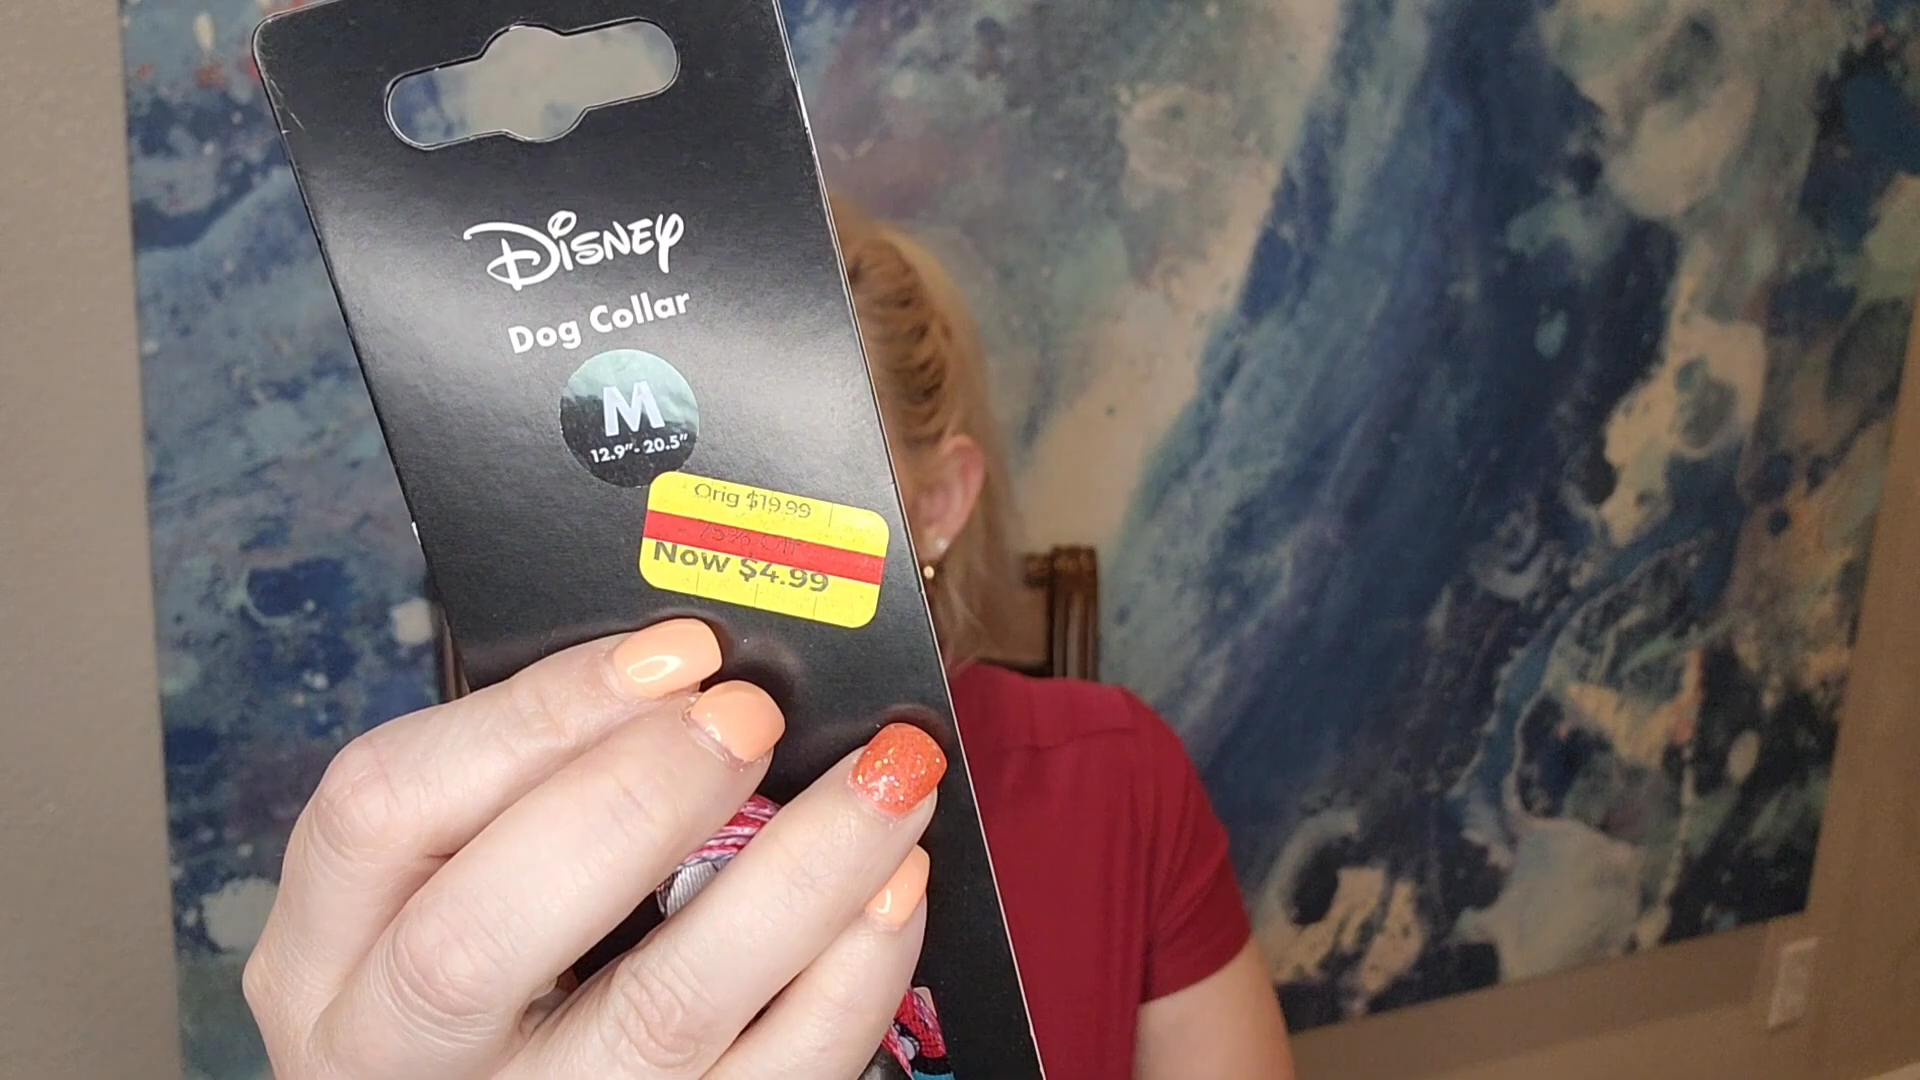 Disney
Dog Collar
M
12.9"- 20.5"
Orig $19.99
75% Off
Now $4.99